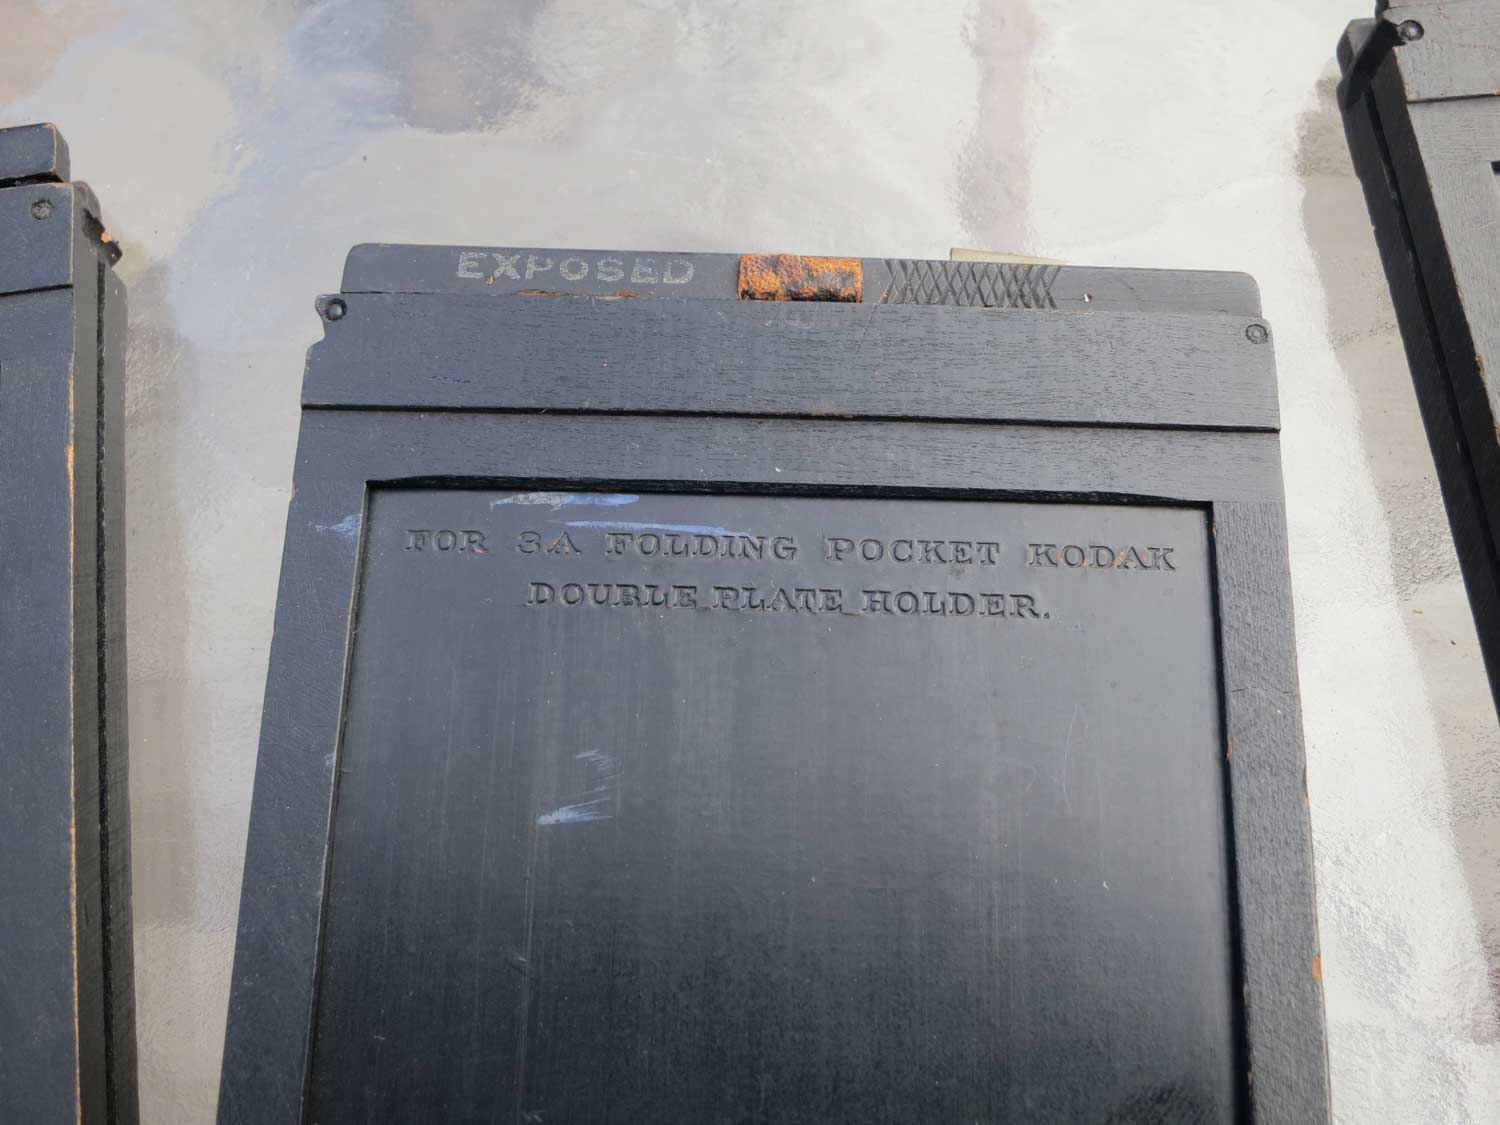 EXPOSED
FOR 3A FOLDING POCKET KODAK
DOUBLE PLATE HOLDER.